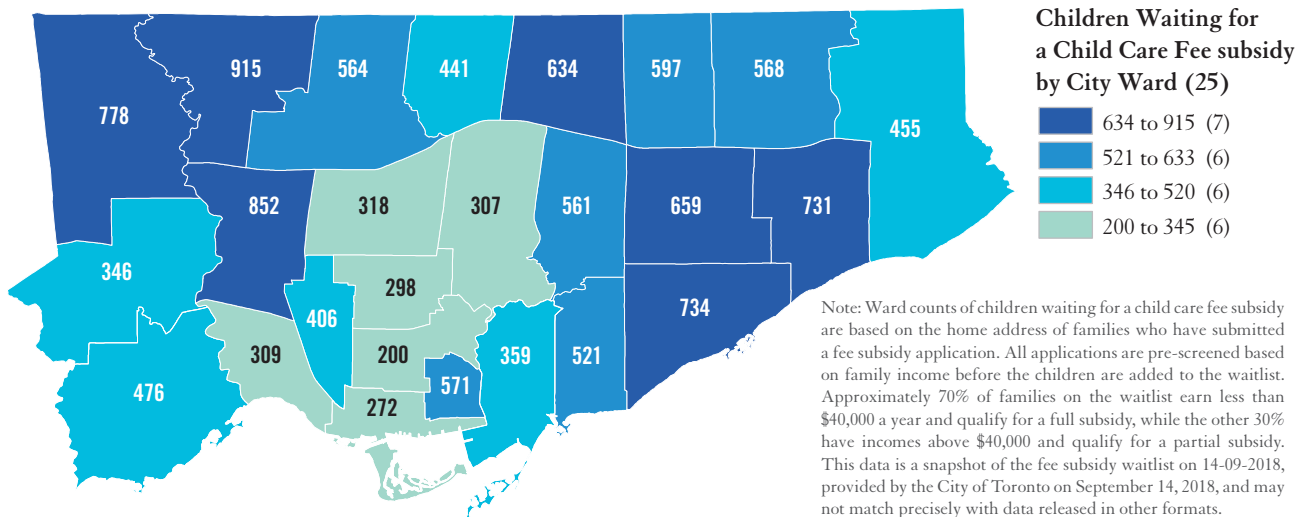 Children Waiting for
a Child Care Fee subsidy
by City Ward (25)
634 to 915 (7)
521 to 633 (6)
346 to 520 (6)
200 to 345 (6)
915
564
441
634
597
568
778
455
852
318
307
561
659
731
346
298
406
734
309
200
359
521
476
571
272
Note: Ward counts of children waiting for a child care fee subsidy
are based on the home address of families who have submitted
a fee subsidy application. All applications are pre-screened based
on family income before the children are added to the waitlist.
Approximately 70% of families on the waitlist earn less than
$40,000 a year and qualify for a full subsidy, while the other 30%
have incomes above $40,000 and qualify for a partial subsidy.
This data is a snapshot of the fee subsidy waitlist on 14-09-2018,
provided by the City of Toronto on September 14, 2018, and may
not match precisely with data released in other formats.